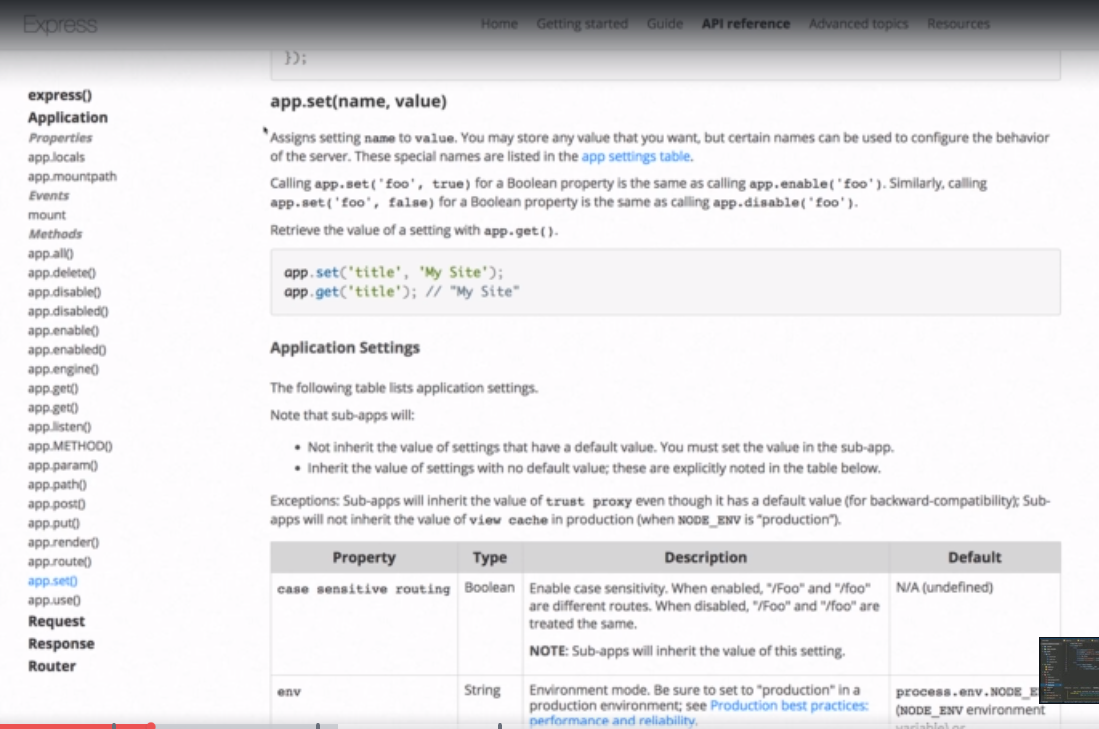 Express
Home Getting started Guide API reference Advanced topics Resources
});
express()
Application
Properties
app.locals
app.mountpath
Events
mount
Methods
app.all()
app.delete()
app.disable()
app.disabled()
app.enable()
app.enabled()
app.engine()
app.get()
app.get()
app.listen()
app.METHOD()
app.param()
app.path()
app.post()
app.put()
app.render()
app.route()
app.set()
app.use()
Request
Response
Router
app.set(name, value)
Assigns setting name to value. You may store any value that you want, but certain names can be used to configure the behavior
of the server. These special names are listed in the app settings table.
Calling app.set('foo', true) for a Boolean property is the same as calling app.enable('foo'). Similarly, calling
app.set('foo', false) for a Boolean property is the same as calling app.disable('foo').
Retrieve the value of a setting with app.get().
app.set('title', 'My Site');
app.get('title'); // "My Site"
Application Settings
The following table lists application settings.
Note that sub-apps will:
• Not inherit the value of settings that have a default value. You must set the value in the sub-app.
• Inherit the value of settings with no default value; these are explicitly noted in the table below.
Exceptions: Sub-apps will inherit the value of trust proxy even though it has a default value (for backward-compatibility); Sub-
apps will not inherit the value of view cache in production (when NODE_ENV is "production").
Property Type Description Default
case sensitive routing Boolean Enable case sensitivity. When enabled, "/Foo" and "/foo" N/A (undefined)
are different routes. When disabled, "/Foo" and "/foo" are
treated the same.
NOTE: Sub-apps will inherit the value of this setting.
env String Environment mode. Be sure to set to "production" in a process.env.NODE_E
production environment; see Production best practices: (NODE_ENV environment
performance and reliability. variable) or